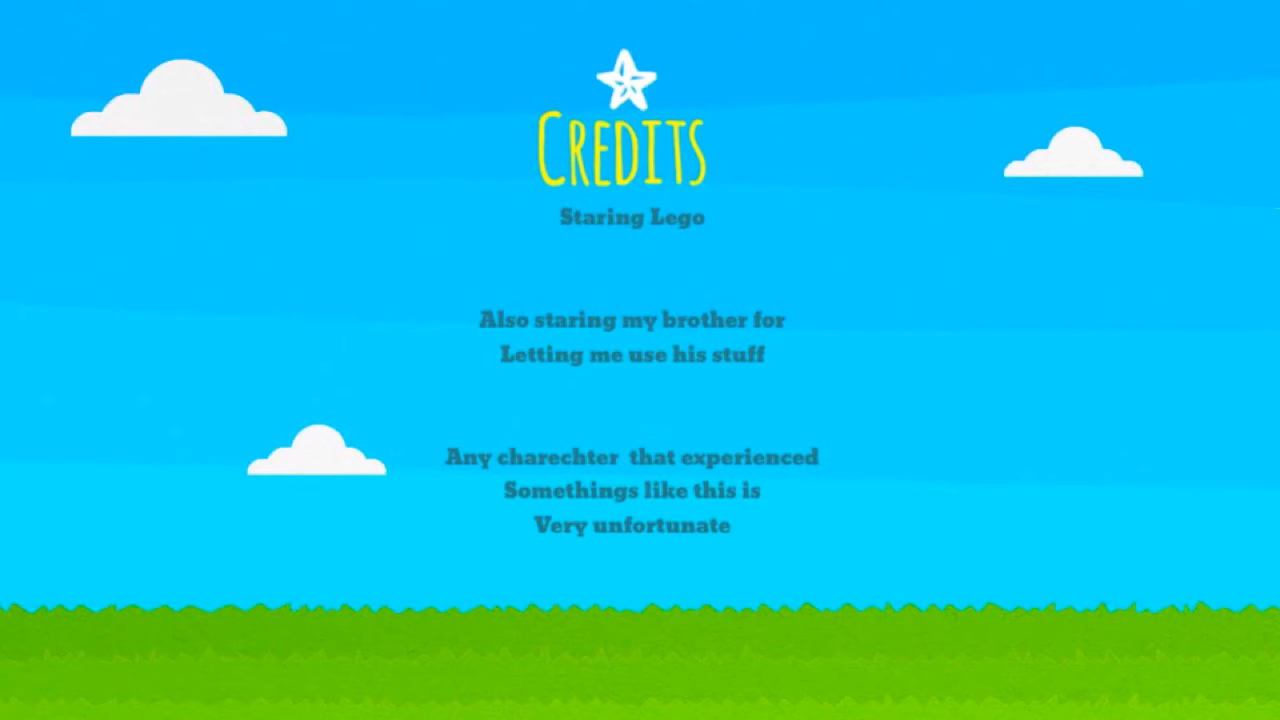 Credits
Staring Lego
Also staring my brother for
Letting me use his stuff
Any charechter that experienced
Somethings like this is
Very unfortunate